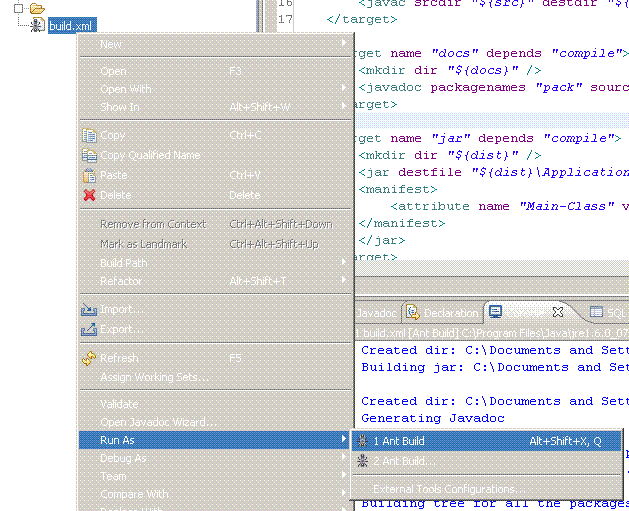 build.xml
16 <javac srcdir "${src}" destdir "${
17 </target>
rget name "docs" depends "compile">
<mkdir dir "${docs}" />
<javadoc packagenames "pack" sourc
target>
rget name "jar" depends "compile">
<mkdir dir "${dist}" />
<jar destfile "${dist}\Application
<manifest>
<attribute name "Main-Class" v
</manifest>
</jar>
target>
New
Open F3
Open With
Show In Alt+Shift+W
Copy Ctrl+C
Copy Qualified Name
Paste Ctrl+V
Delete Delete
Remove from Context Ctrl+Alt+Shift+Down
Mark as Landmark Ctrl+Alt+Shift+Up
Build Path
Refactor Alt+Shift+T
Import...
Export...
Refresh F5
Assign Working Sets...
Validate
Open Javadoc Wizard...
Run As
Debug As
Team
Compare With
Replace With
Javadoc Declaration Console SQL
build.xml [Ant Build] C:\Program Files\Java\jre1.6.0_07
Created dir: C:\Documents and Sett
Building jar: C:\Documents and Set
Created dir: C:\Documents and Sett
Generating Javadoc
1 Ant Build Alt+Shift+X, Q
2 Ant Build...
External Tools Configurations...
Building tree for all the packages